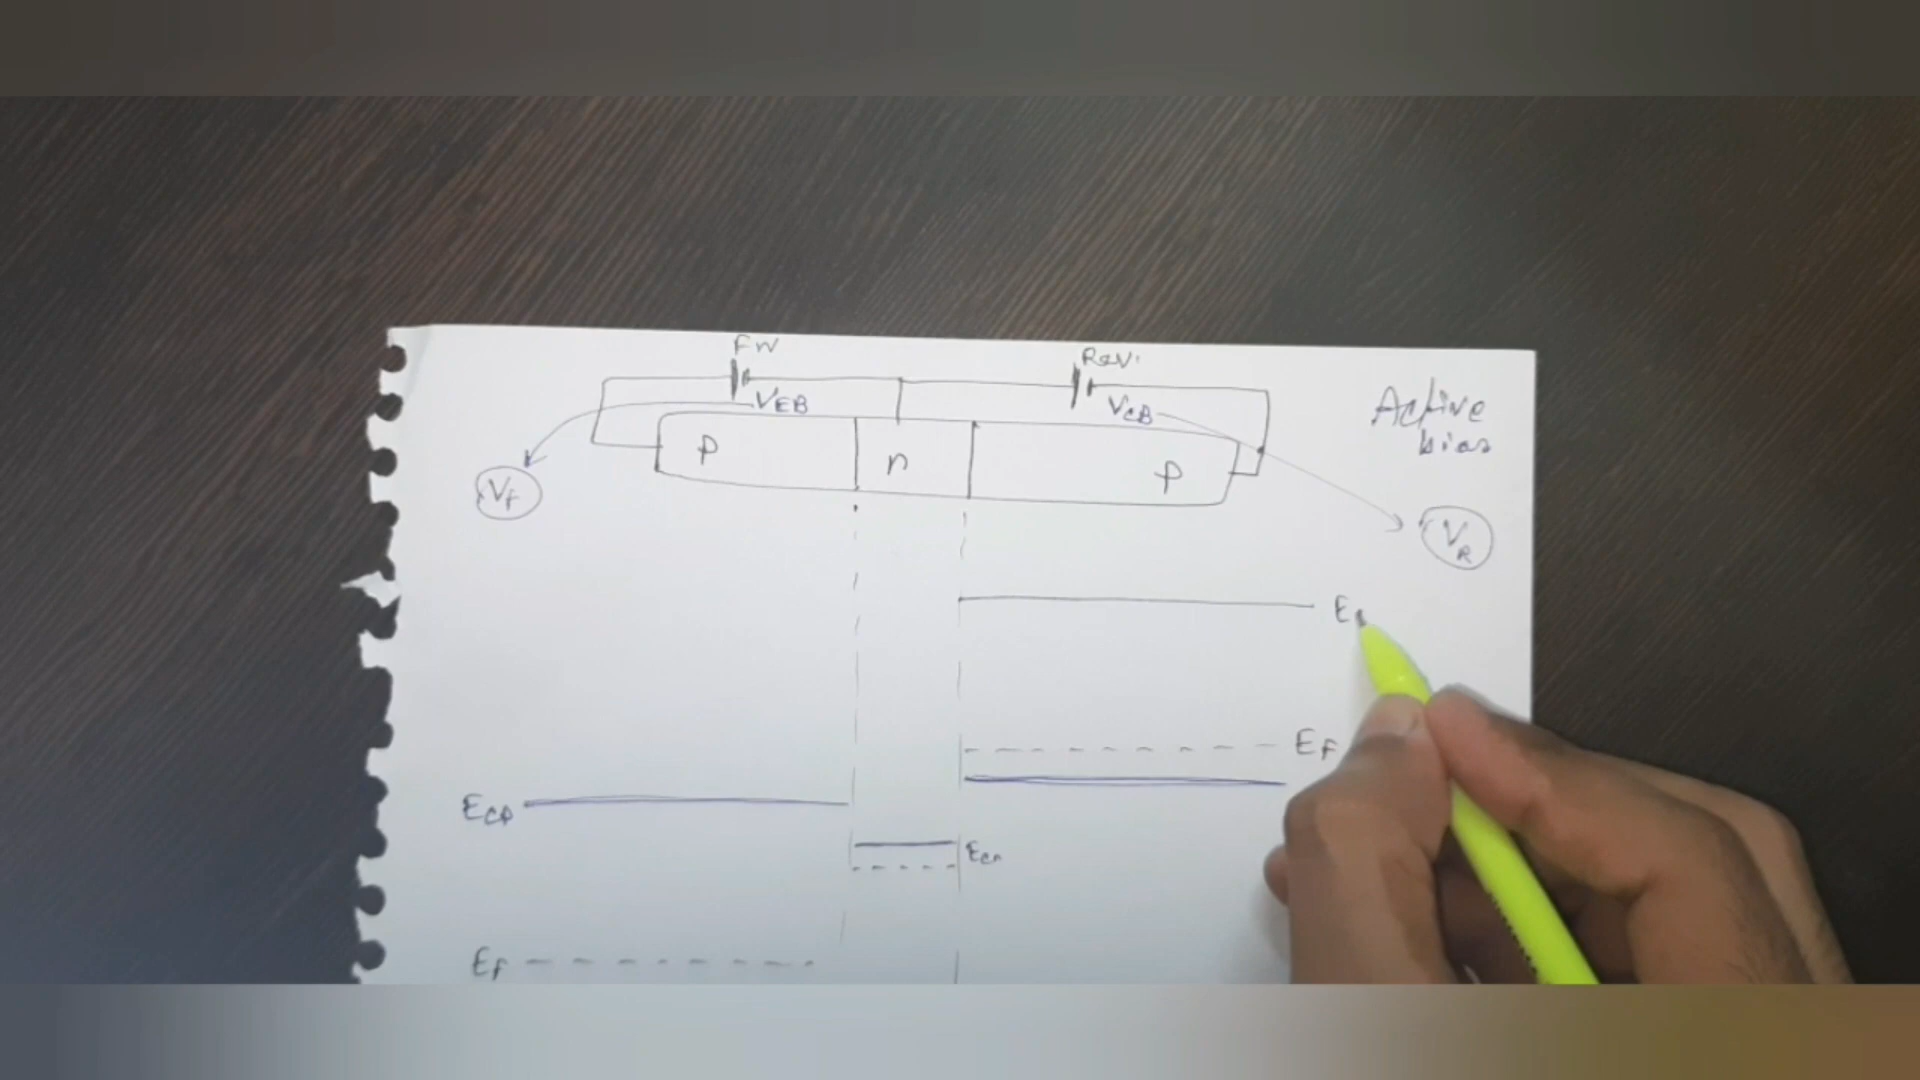 FW
Rev.
VEB
VCB
Active
bias
p
n
p
VF
VR
E
EF
ECP
ECn
EF